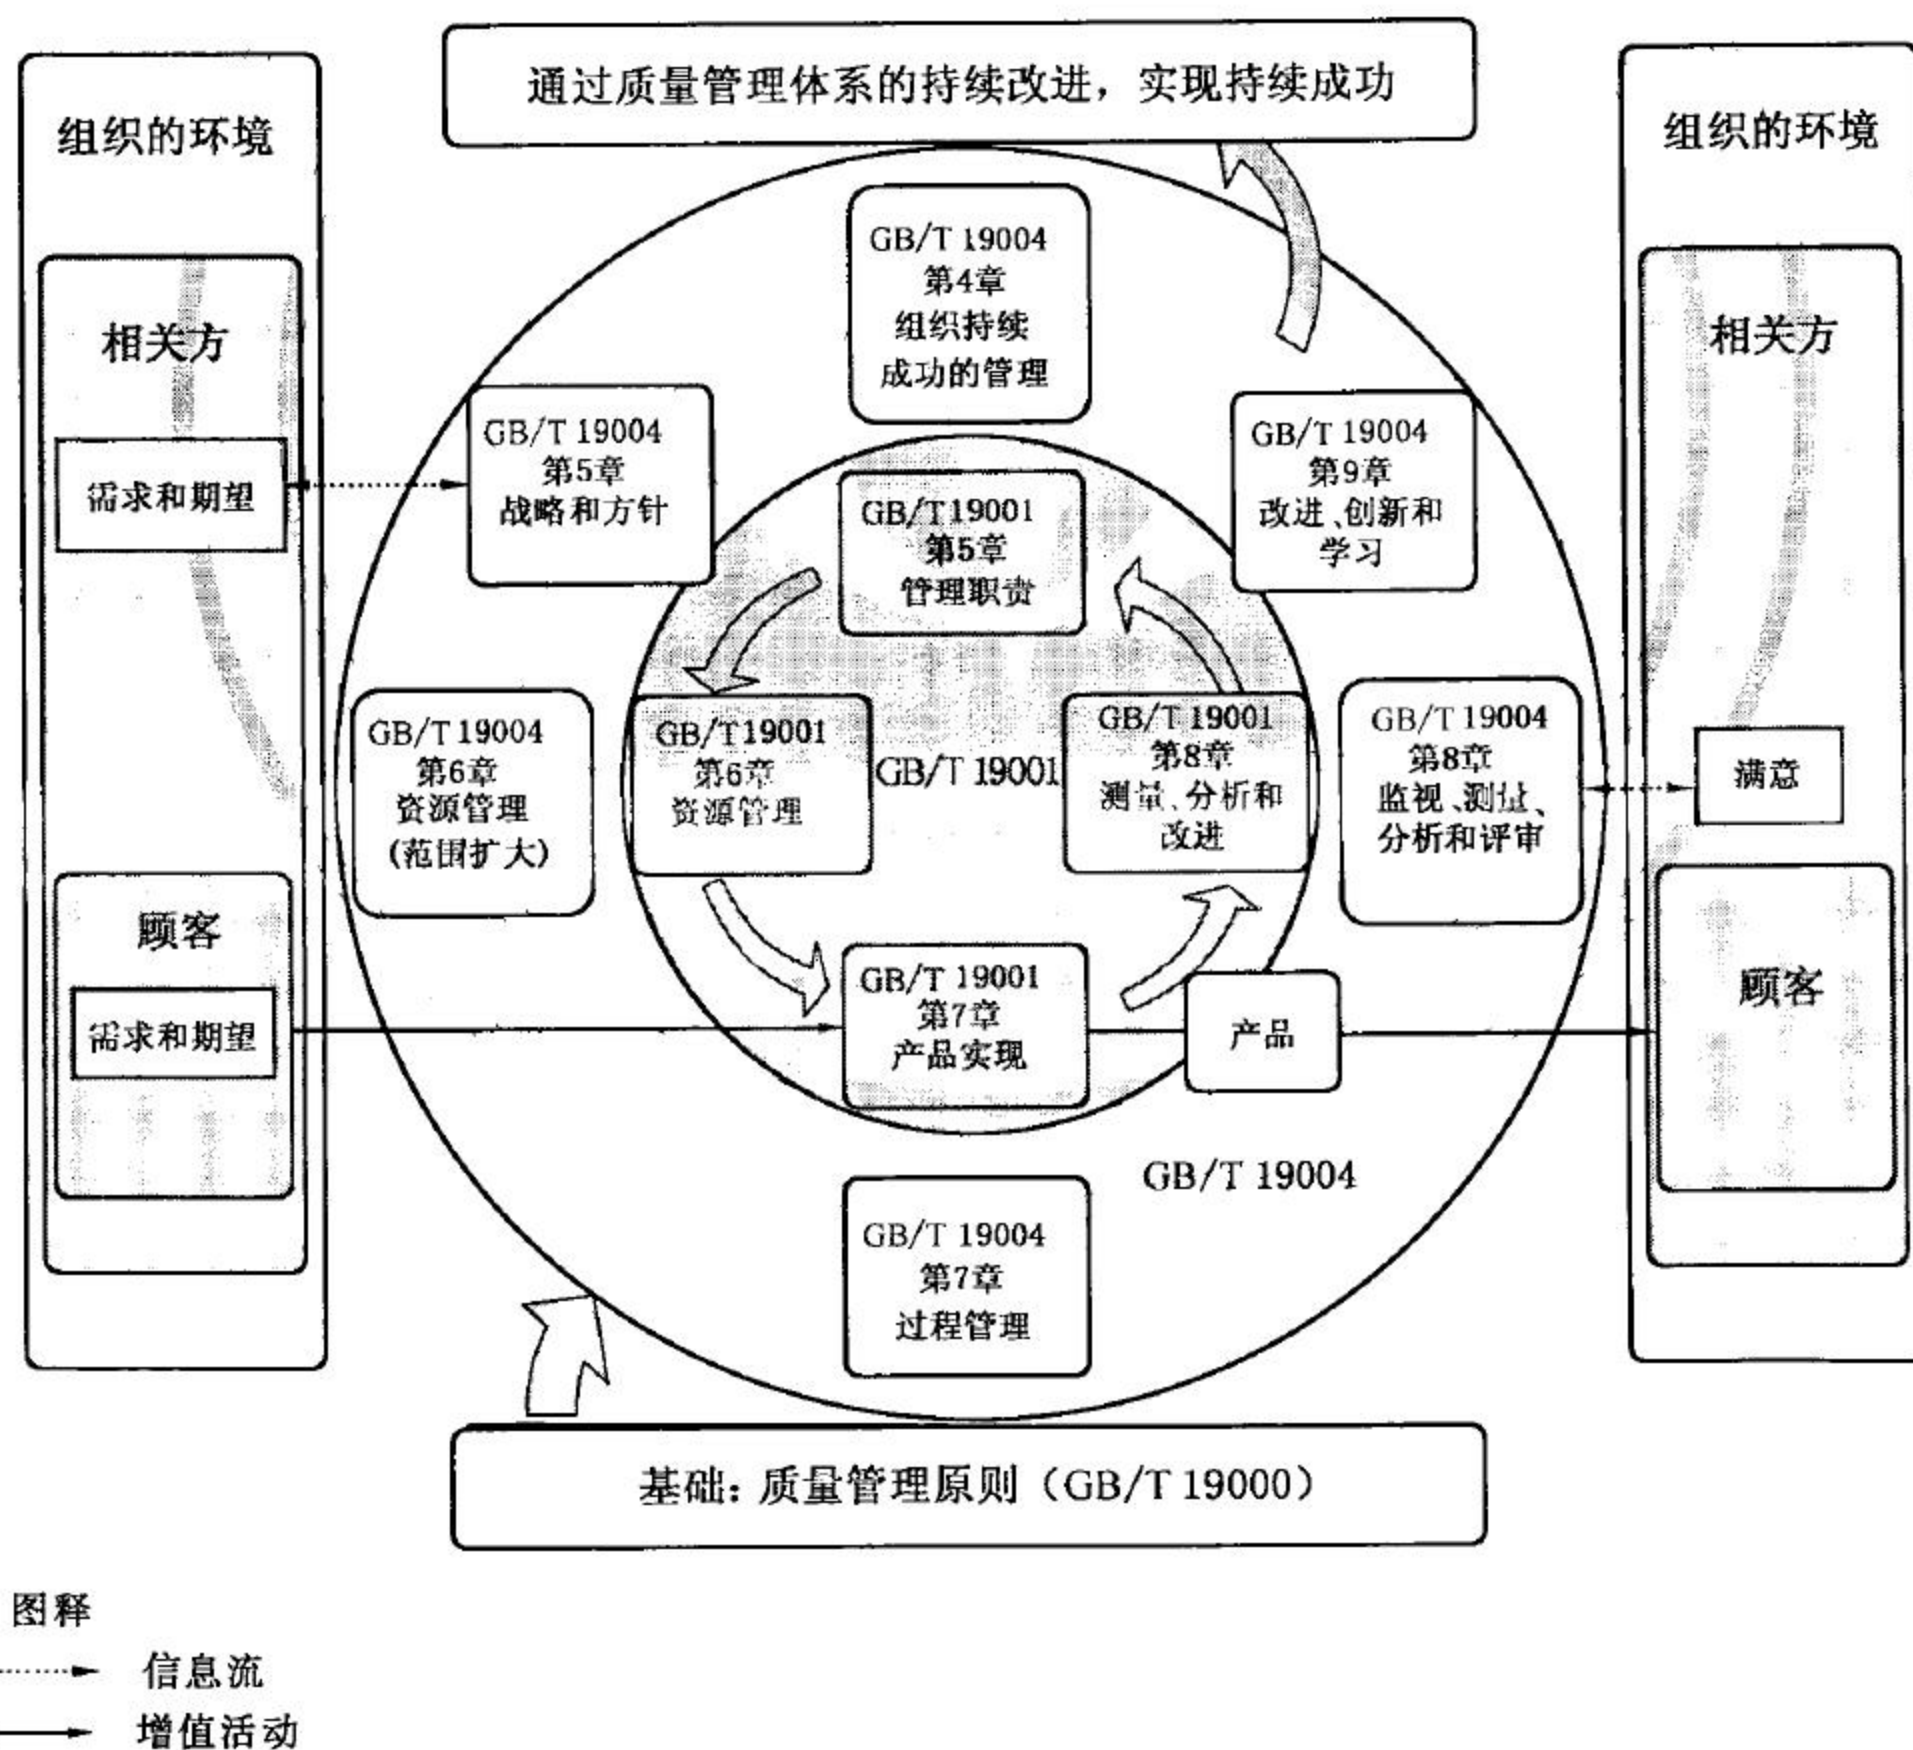 通过质量管理体系的持续改进，实现持续成功
组织的环境
相关方
需求和期望
顾客
需求和期望
GB/T 19004
第4章
组织持续
成功的管理
GB/T 19004
第5章
战略和方针
GB/T 19004
第9章
改进、创新和
学习
GB/T 19001
第5章
管理职责
GB/T 19004
第6章
资源管理
(范围扩大)
GB/T 19001
第6章
资源管理
GB/T 19001
GB/T 19001
第8章
测量、分析和
改进
GB/T 19004
第8章
监视、测量、
分析和评审
GB/T 19001
第7章
产品实现
产品
GB/T 19004
GB/T 19004
第7章
过程管理
组织的环境
相关方
满意
顾客
基础：质量管理原则（GB/T 19000）
图释
信息流
增值活动